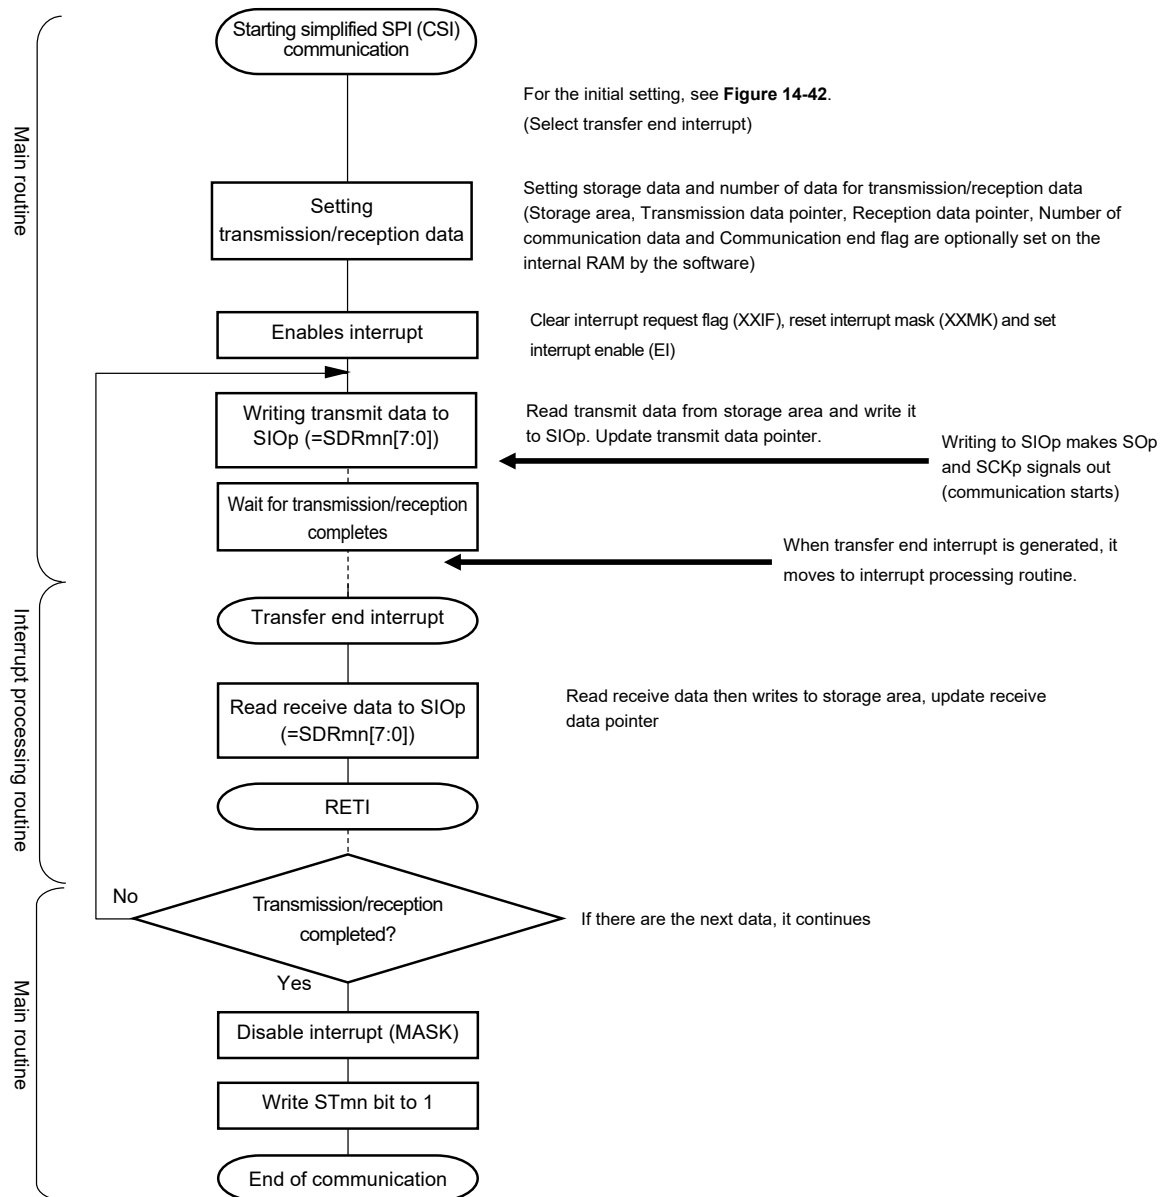 Starting simplified SPI (CSI)
communication
For the initial setting, see Figure 14-42.
(Select transfer end interrupt)
Main routine
Setting
transmission/reception data
Setting storage data and number of data for transmission/reception data
(Storage area, Transmission data pointer, Reception data pointer, Number of
communication data and Communication end flag are optionally set on the
internal RAM by the software)
Enables interrupt
Clear interrupt request flag (XXIF), reset interrupt mask (XXMK) and set
interrupt enable (EI)
Writing transmit data to
SIOp (=SDRmn[7:0])
Read transmit data from storage area and write it
to SIOp. Update transmit data pointer.
Writing to SIOp makes SOp
and SCKp signals out
(communication starts)
Wait for transmission/reception
completes
When transfer end interrupt is generated, it
moves to interrupt processing routine.
Interrupt processing routine
Transfer end interrupt
Read receive data to SIOp
(=SDRmn[7:0])
Read receive data then writes to storage area, update receive
data pointer
RETI
No
Transmission/reception
completed?
If there are the next data, it continues
Yes
Main routine
Disable interrupt (MASK)
Write STmn bit to 1
End of communication